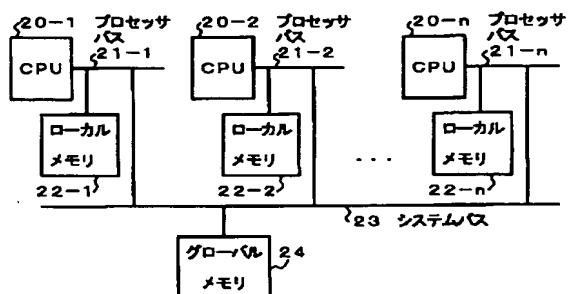 20-1 プロセッサ
バス
21-1
CPU
ローカル
メモリ
22-1
20-2 プロセッサ
バス
21-2
CPU
ローカル
メモリ
22-2
...
20-n プロセッサ
バス
21-n
CPU
ローカル
メモリ
22-n
23 システムバス
グローバル
メモリ
24